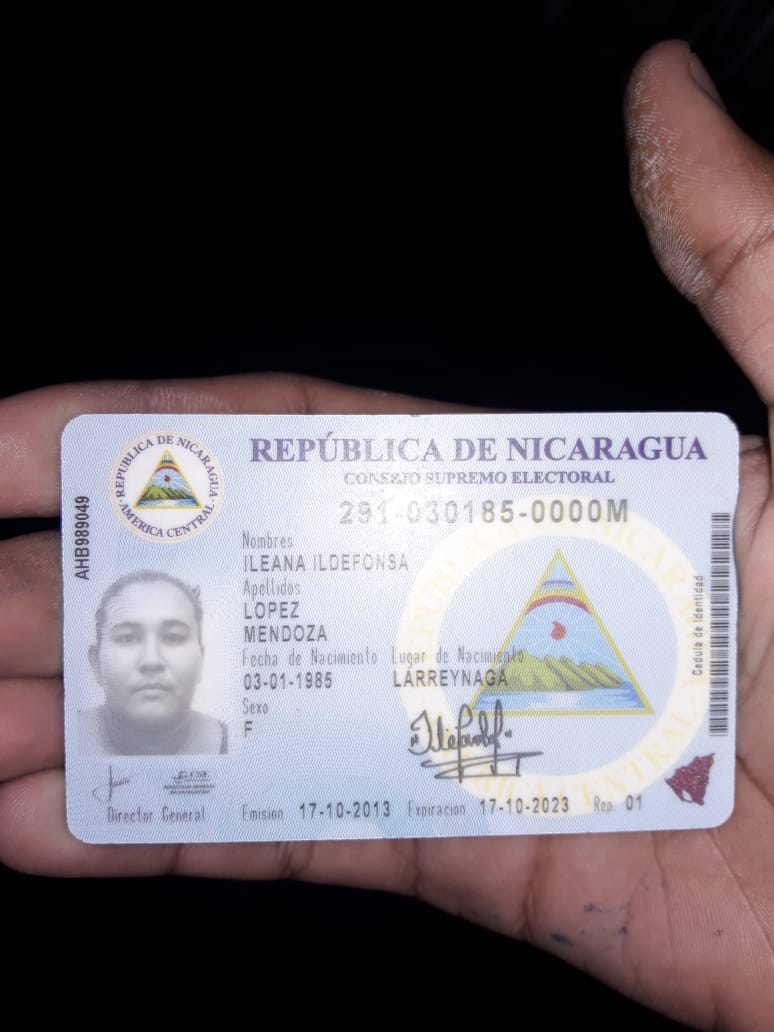 REPÚBLICA DE NICARAGUA
CONSEJO SUPREMO ELECTORAL
291-030185-0000M
REPUBLICA DE NICARAGUA
AMERICA CENTRAL
AHB989049
Nombres
ILEANA ILDEFONSA
Apellidos
LOPEZ
MENDOZA
Fecha de Nacimiento Lugar de Nacimiento
03-01-1985 LARREYNAGA
Sexo
F
Cedula de Identidad
CSE
Director General Emision 17-10-2013 Expiracion 17-10-2023 Rep. 01